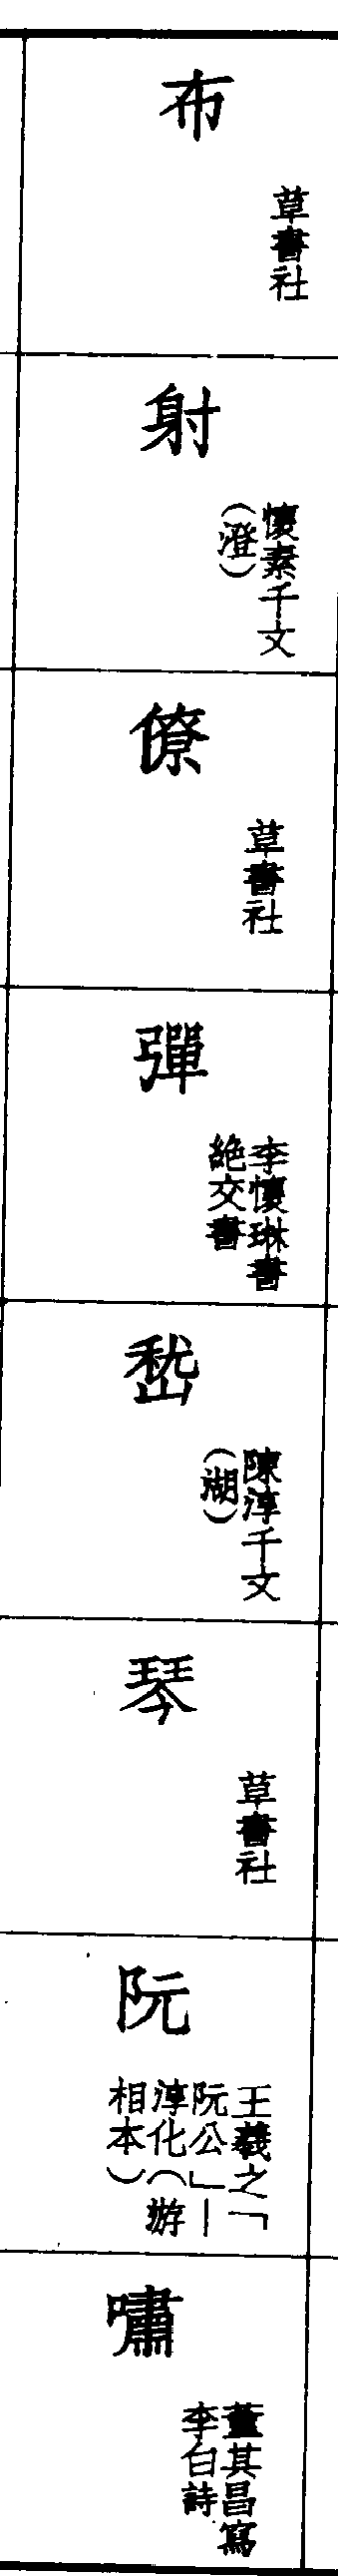 布
草書社
射
懷素千文
（澄）
僚
草書社
彈
李懷琳書
絶交書
嵇
陳淳千文
（湖）
琴
草書社
阮
王羲之「
阮公」—
淳化（游
相本）
嘯
董其昌寫
李白詩